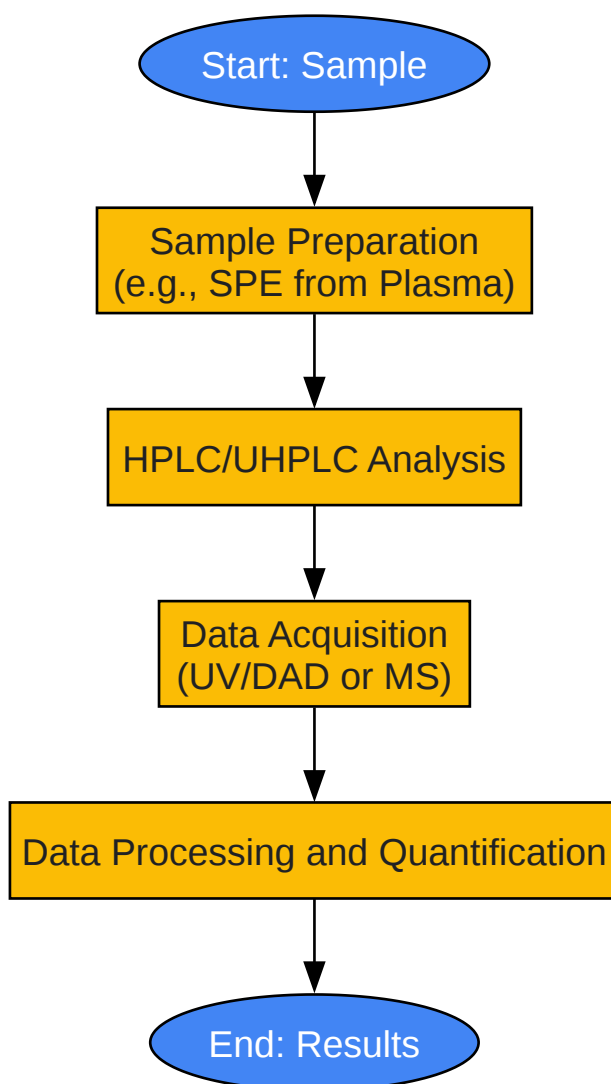 Start: Sample
Sample Preparation
(e.g., SPE from Plasma)
HPLC/UHPLC Analysis
Data Acquisition
(UV/DAD or MS)
Data Processing and Quantification
End: Results